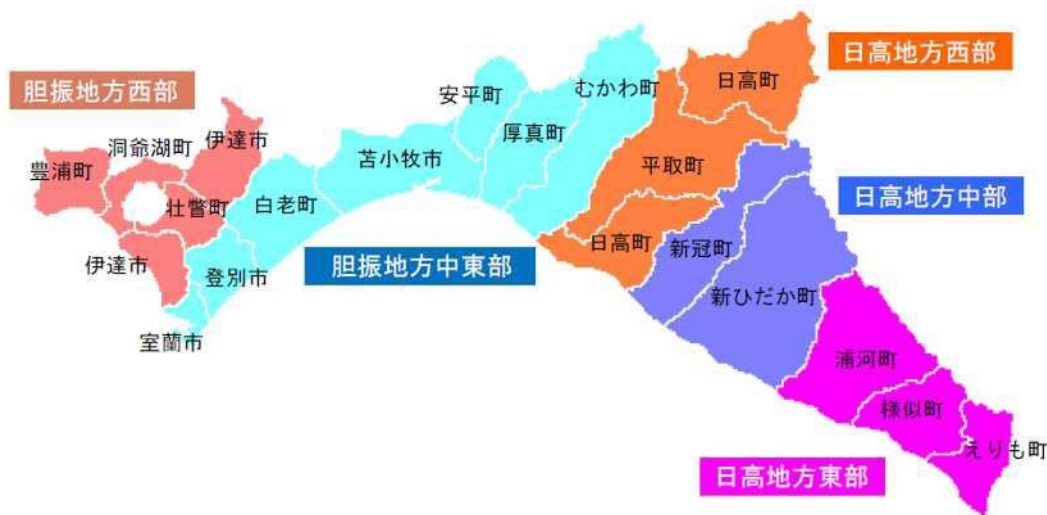 日高地方西部
日高町
むかわ町
安平町
胆振地方西部
厚真町
伊達市
洞爺湖町
苫小牧市
豊浦町
平取町
壮瞥町
白老町
日高地方中部
日高町
新冠町
伊達市
胆振地方中東部
登別市
新ひだか町
室蘭市
浦河町
様似町
えりも町
日高地方東部